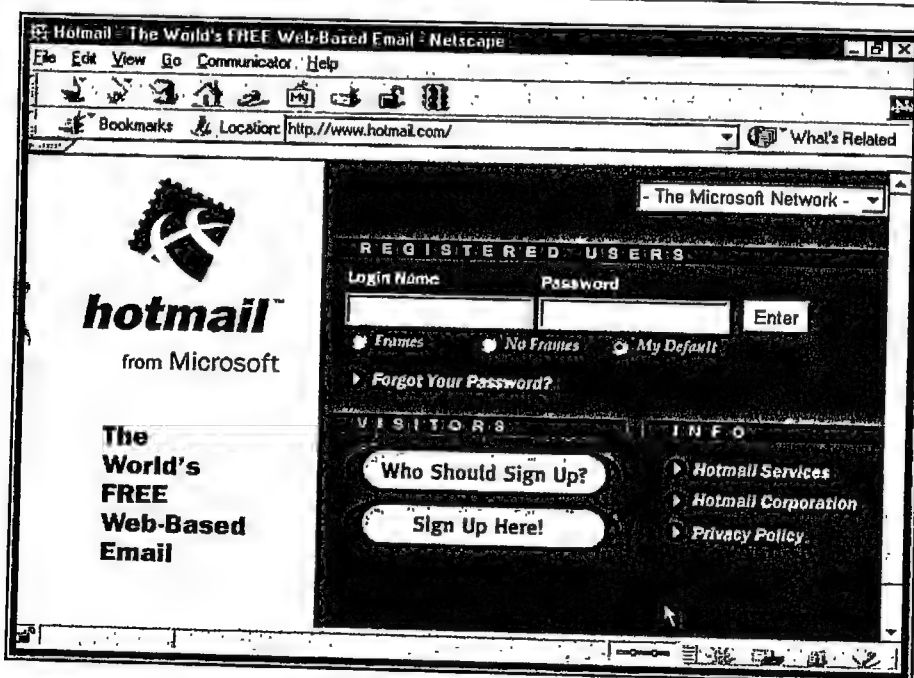 Hotmail - The World's FREE Web-Based Email - Netscape
File Edit View Go Communicator Help
My
Bookmarks Location: http.//www.hotmail.com/ What's Related
- The Microsoft Network -
REGISTERED USERS
Login Name Password
Enter
Frames No Frames My Default
Forgot Your Password?
hotmail™
from Microsoft
The
World's
FREE
Web-Based
Email
VISITORS
Who Should Sign Up?
Sign Up Here!
INFO
Hotmail Services
Hotmail Corporation
Privacy Policy